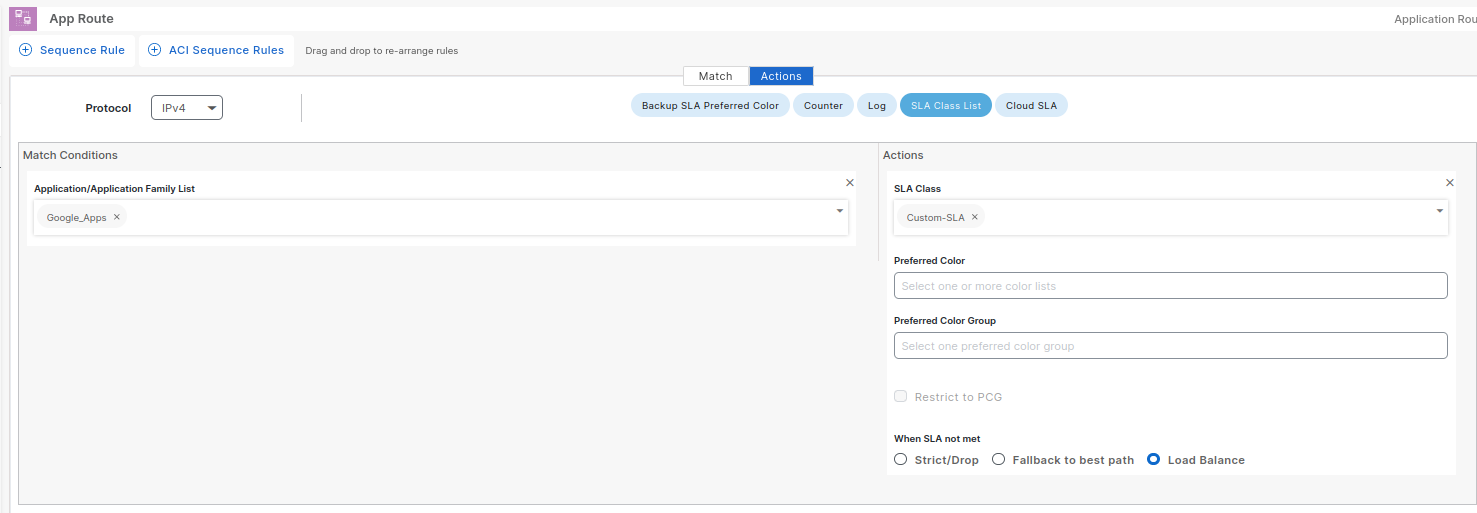 App Route
Application Rou
Sequence Rule
ACI Sequence Rules
Drag and drop to re-arrange rules
Match
Actions
Protocol
IPv4
Backup SLA Preferred Color
Counter
Log
SLA Class List
Cloud SLA
Match Conditions
Application/Application Family List
Google_Apps
Actions
SLA Class
Custom-SLA
Preferred Color
Select one or more color lists
Preferred Color Group
Select one preferred color group
Restrict to PCG
When SLA not met
Strict/Drop
Fallback to best path
Load Balance